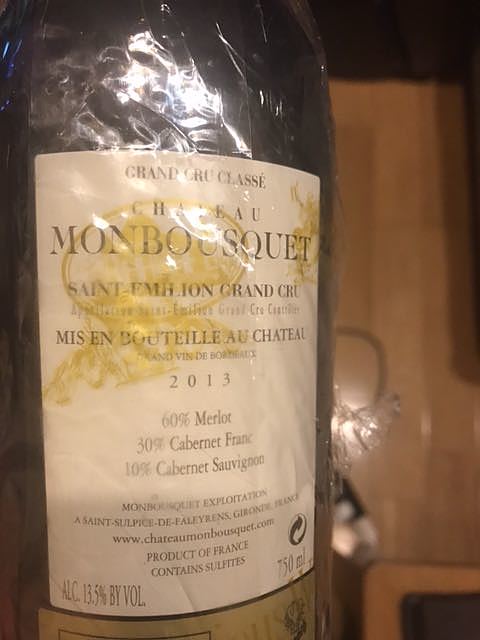 GRAND CRU CLASSÉ
CHATEAU
MONBOUSQUET
SAINT-EMILION GRAND CRU
Appellation Saint-Emilion Grand Cru Contrôlée
MIS EN BOUTEILLE AU CHATEAU
GRAND VIN DE BORDEAUX
2013
60% Merlot
30% Cabernet Franc
10% Cabernet Sauvignon
MONBOUSQUET EXPLOITATION
A SAINT-SULPICE-DE-FALEYRENS, GIRONDE, FRANCE
www.chateaumonbousquet.com
PRODUCT OF FRANCE
CONTAINS SULFITES
750 ml
ALC. 13.5% BY VOL.